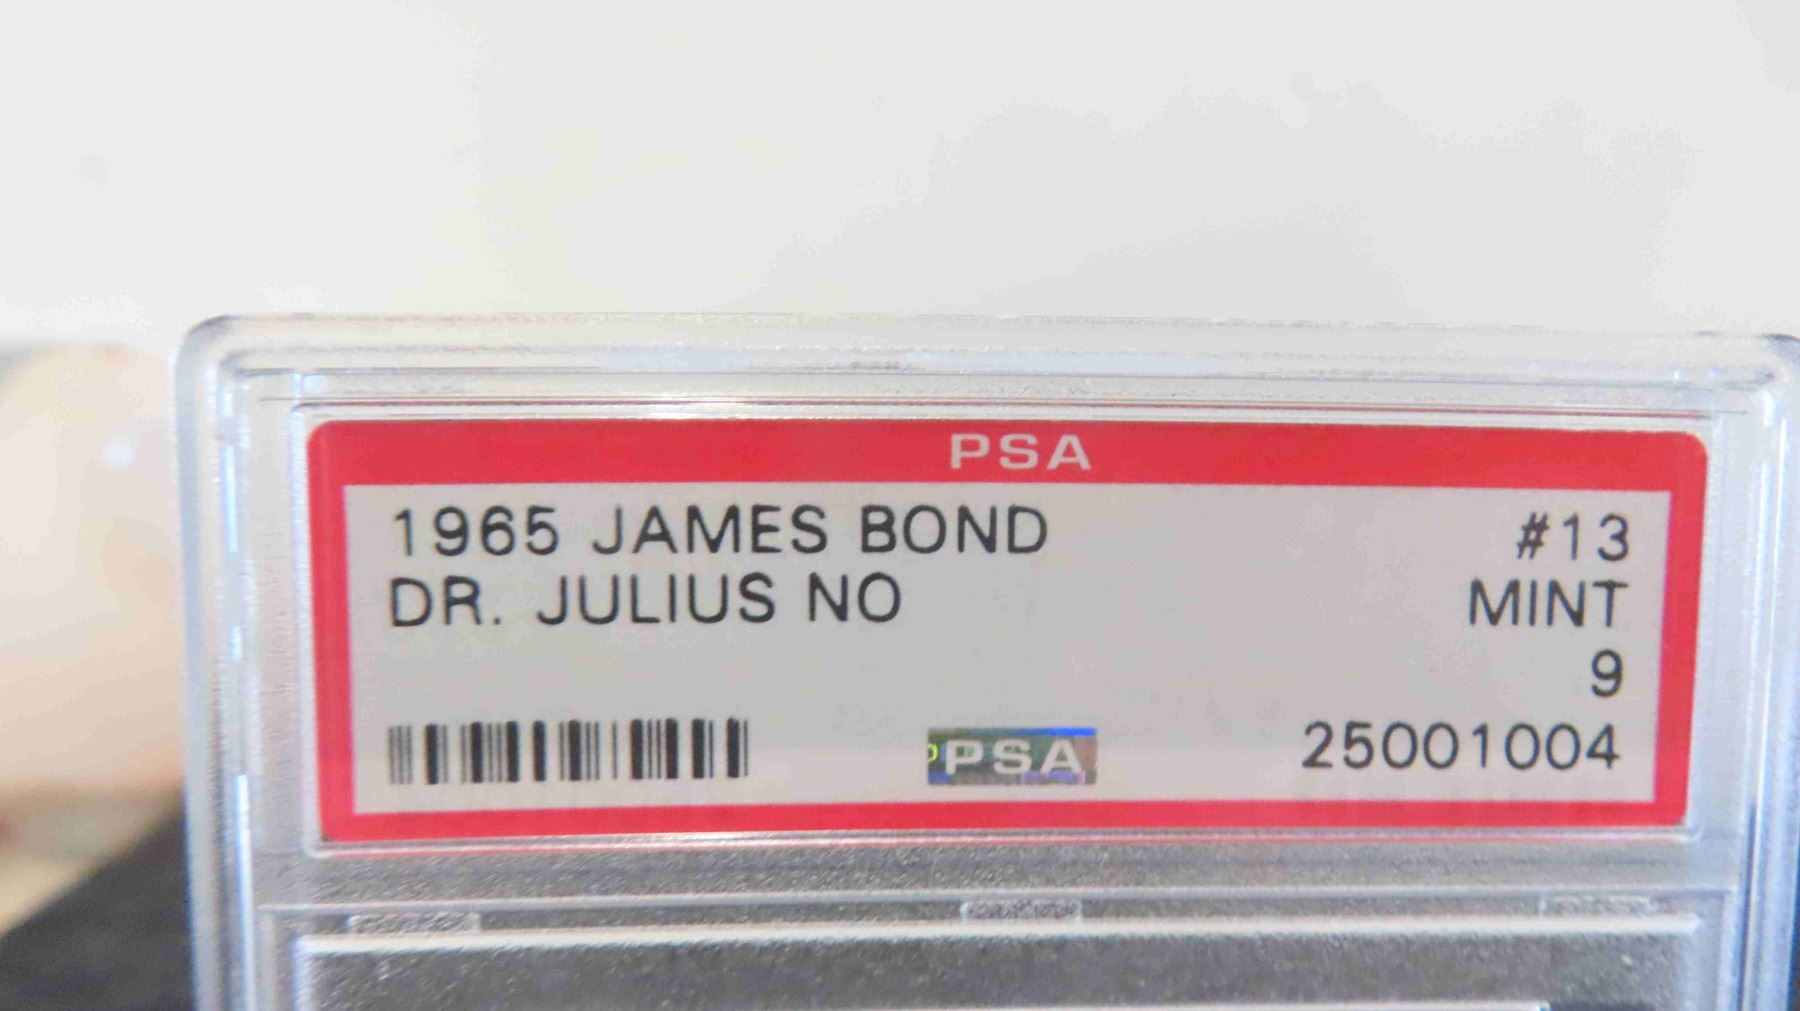 PSA
1965 JAMES BOND #13
DR. JULIUS NO MINT
9
PSA 25001004